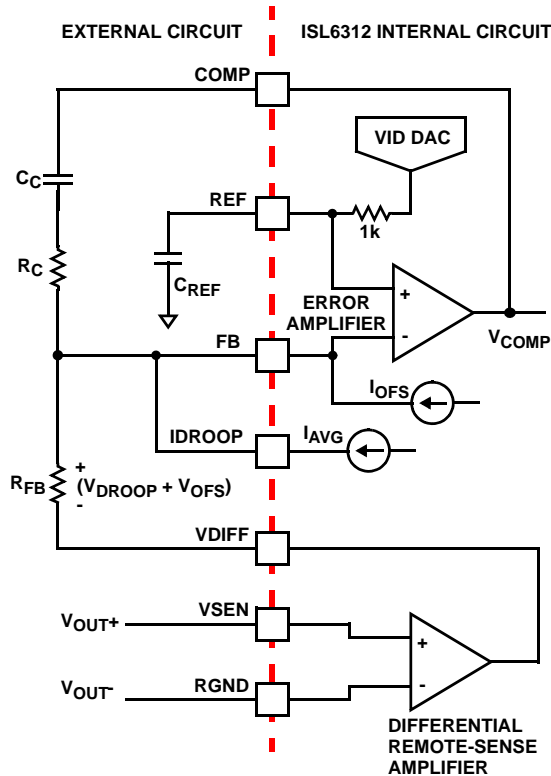 EXTERNAL CIRCUIT
ISL6312 INTERNAL CIRCUIT
COMP
VID DAC
CC
REF
1k
RC
CREF
ERROR
AMPLIFIER
+
-
VCOMP
FB
IOFS
IDROOP
IAVG
RFB
+
(VDROOP + VOFS)
-
VDIFF
VOUT+
VSEN
+
VOUT-
RGND
-
DIFFERENTIAL
REMOTE-SENSE
AMPLIFIER